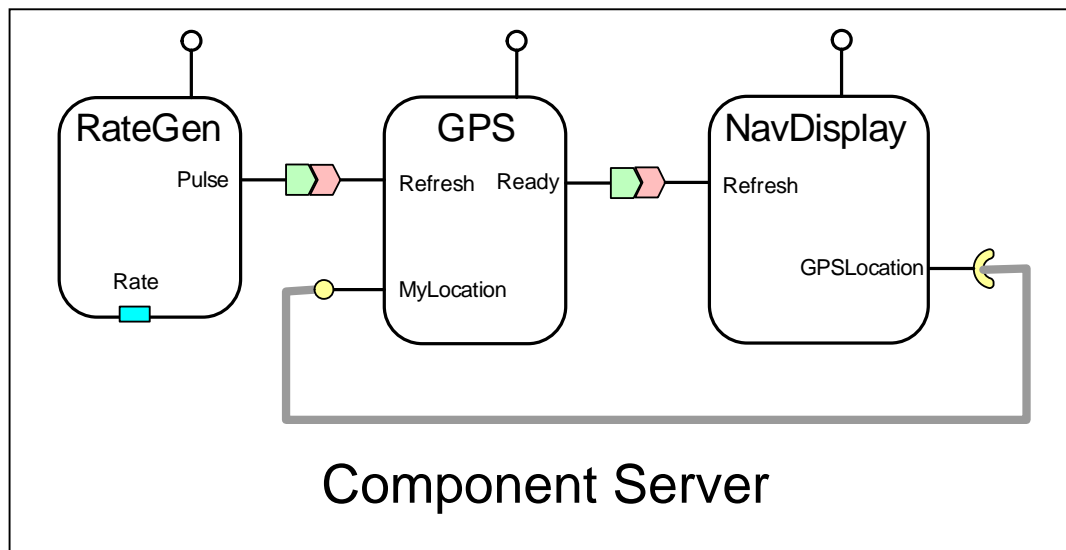 RateGen
GPS
NavDisplay
Pulse
Refresh
Ready
Refresh
GPSLocation
Rate
MyLocation
Component Server